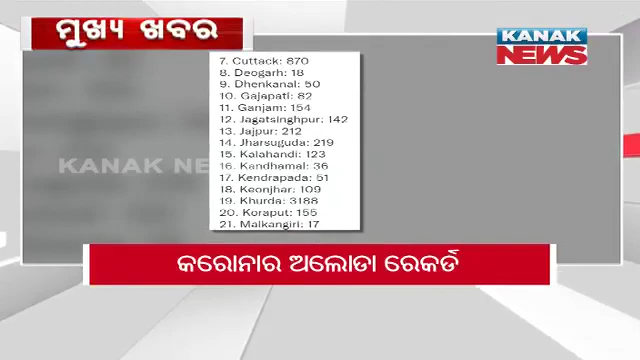 ମୁଖ୍ୟ ଖବର
KANAK
NEWS
7. Cuttack: 870
8. Deogarh: 18
9. Dhenkanal: 50
10. Gajapati: 82
11. Ganjam: 154
12. Jagatsinghpur: 142
13. Jajpur: 212
14. Jharsuguda: 219
15. Kalahandi: 123
16. Kandhamal: 36
17. Kendrapada: 51
18. Keonjhar: 109
19. Khurda: 3188
20. Koraput: 155
21. Malkangiri: 17
KANAK NE
କରୋନାର ଅଲୋଡା ରେକର୍ଡ